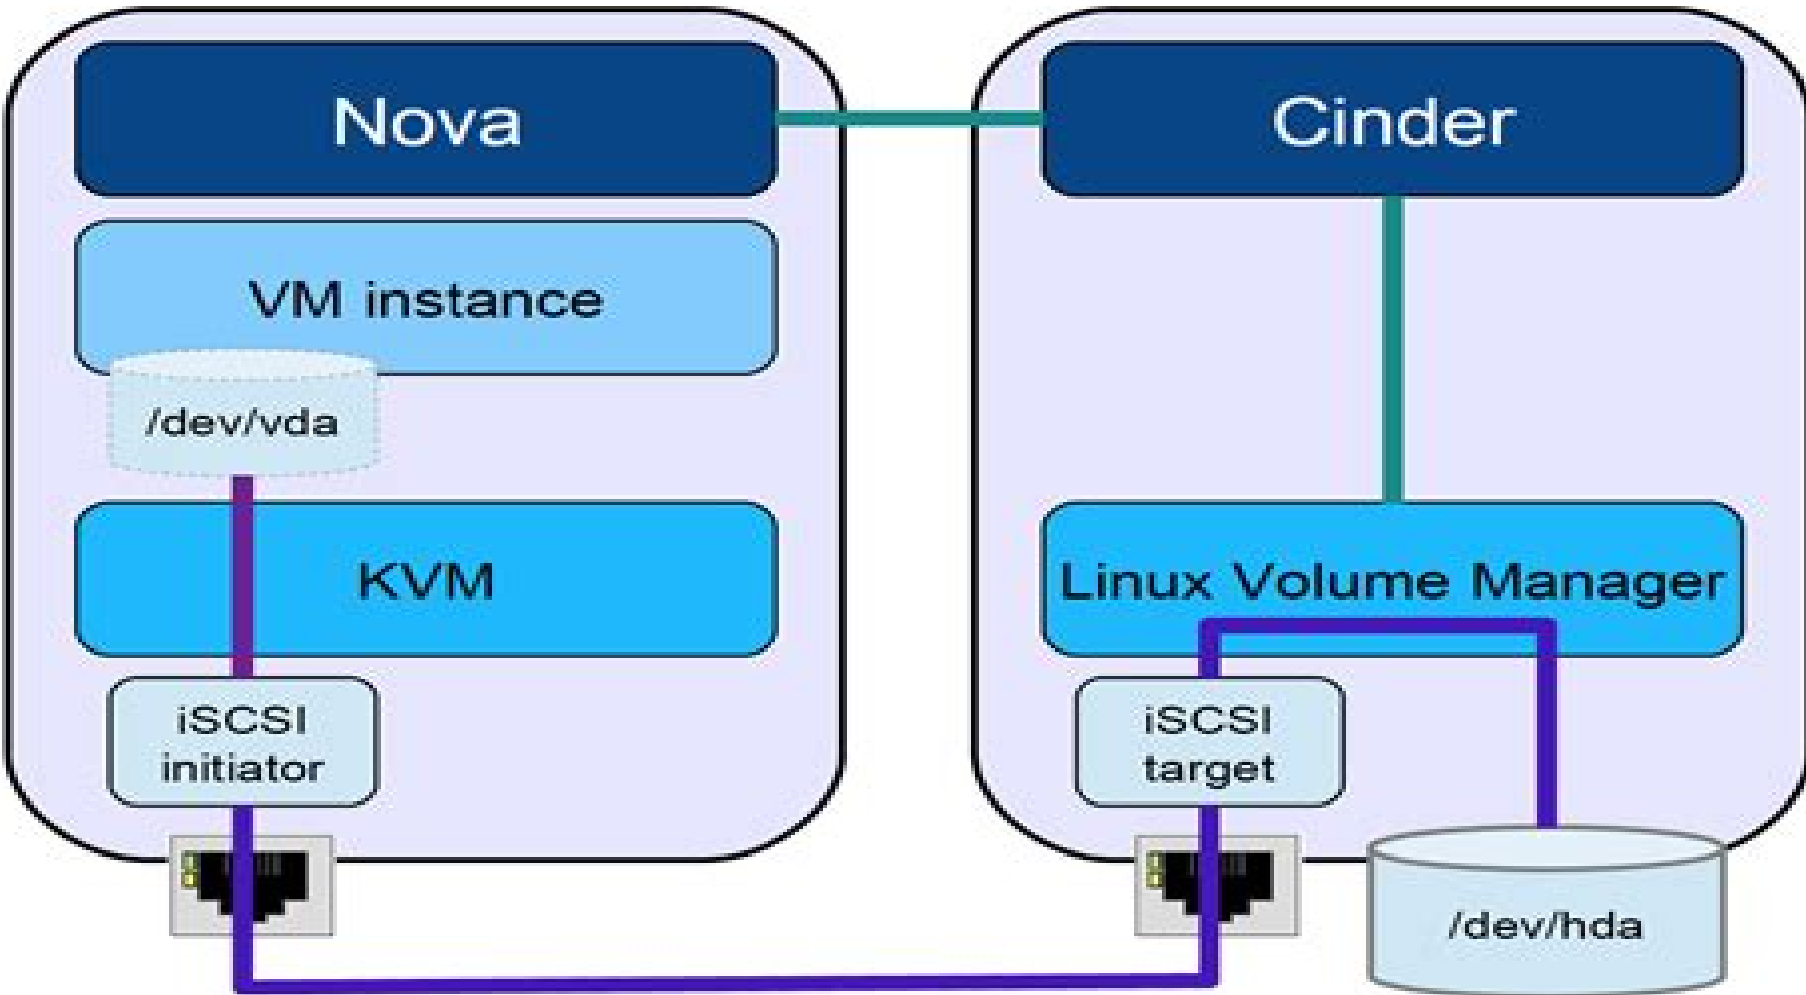 Nova
VM instance
/dev/vda
KVM
iSCSI
initiator
Cinder
Linux Volume Manager
iSCSI
target
/dev/hda